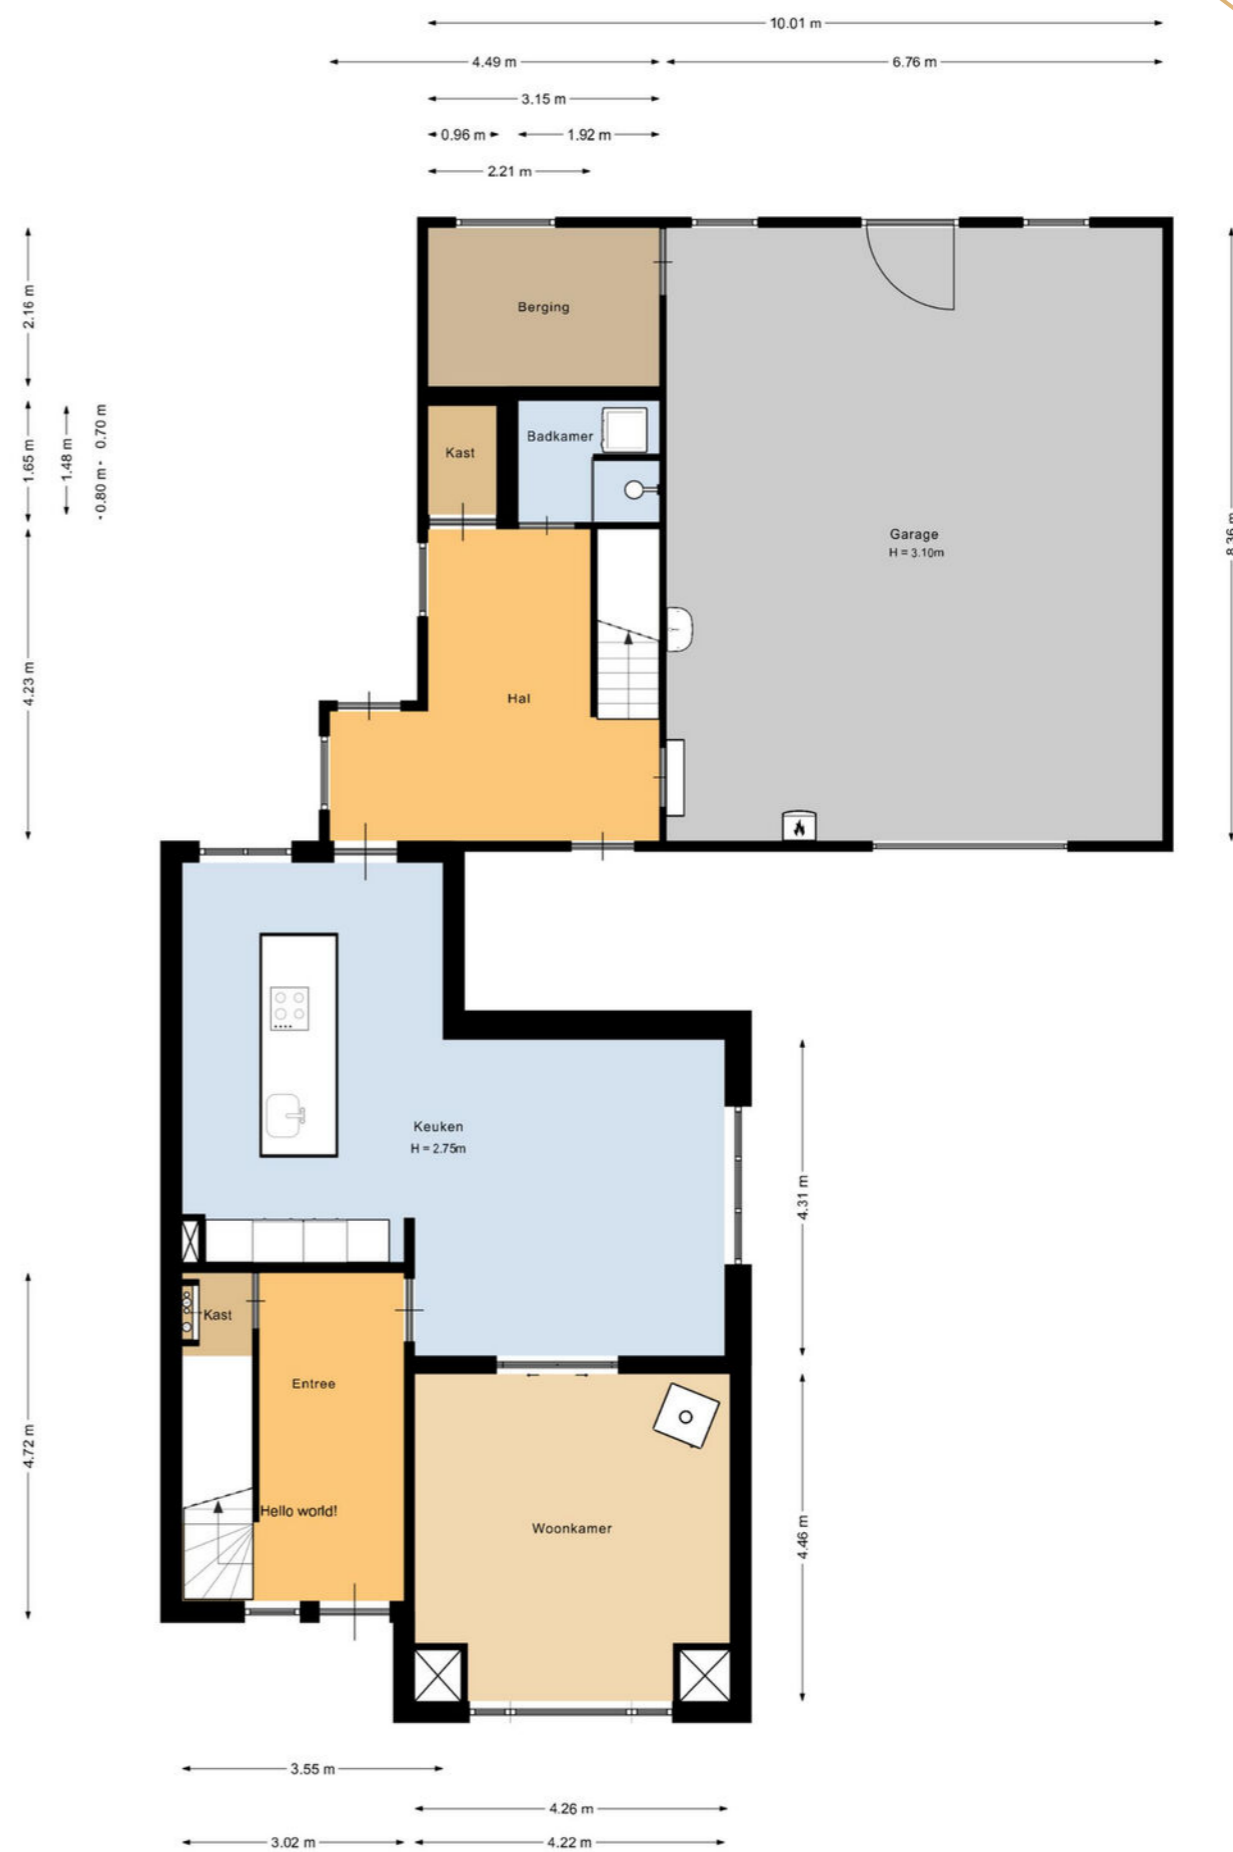 10.01 m
4.49 m
6.76 m
3.15 m
0.96 m
1.92 m
2.21 m
2.16 m
Berging
1.65 m
1.48 m
0.80 m
0.70 m
Kast
Badkamer
Garage
H = 3.10m
8.36 m
4.23 m
Hal
Keuken
H = 2.75m
4.31 m
Kast
Entree
4.72 m
Hello world!
Woonkamer
4.46 m
3.55 m
4.26 m
3.02 m
4.22 m